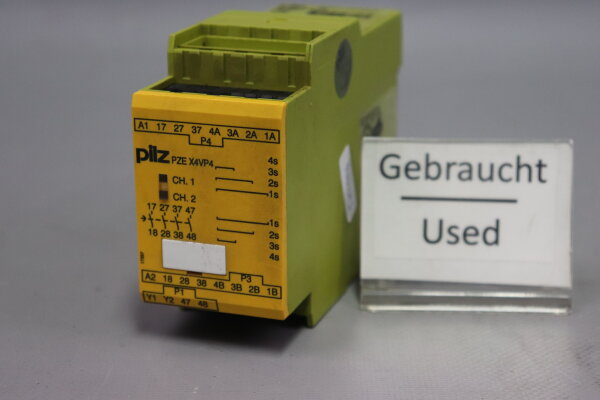 A1 17 27 37 4A 3A 2A 1A
P4
pilz PZE X4VP4
4s
3s
CH. 1
2s
1s
CH. 2
17 27 37 47
1s
18 28 38 48
2s
3s
4s
P3
A2 18 28 38 4B 3B 2B 1B
P1
Y1 Y2 47 48
Gebraucht
Used